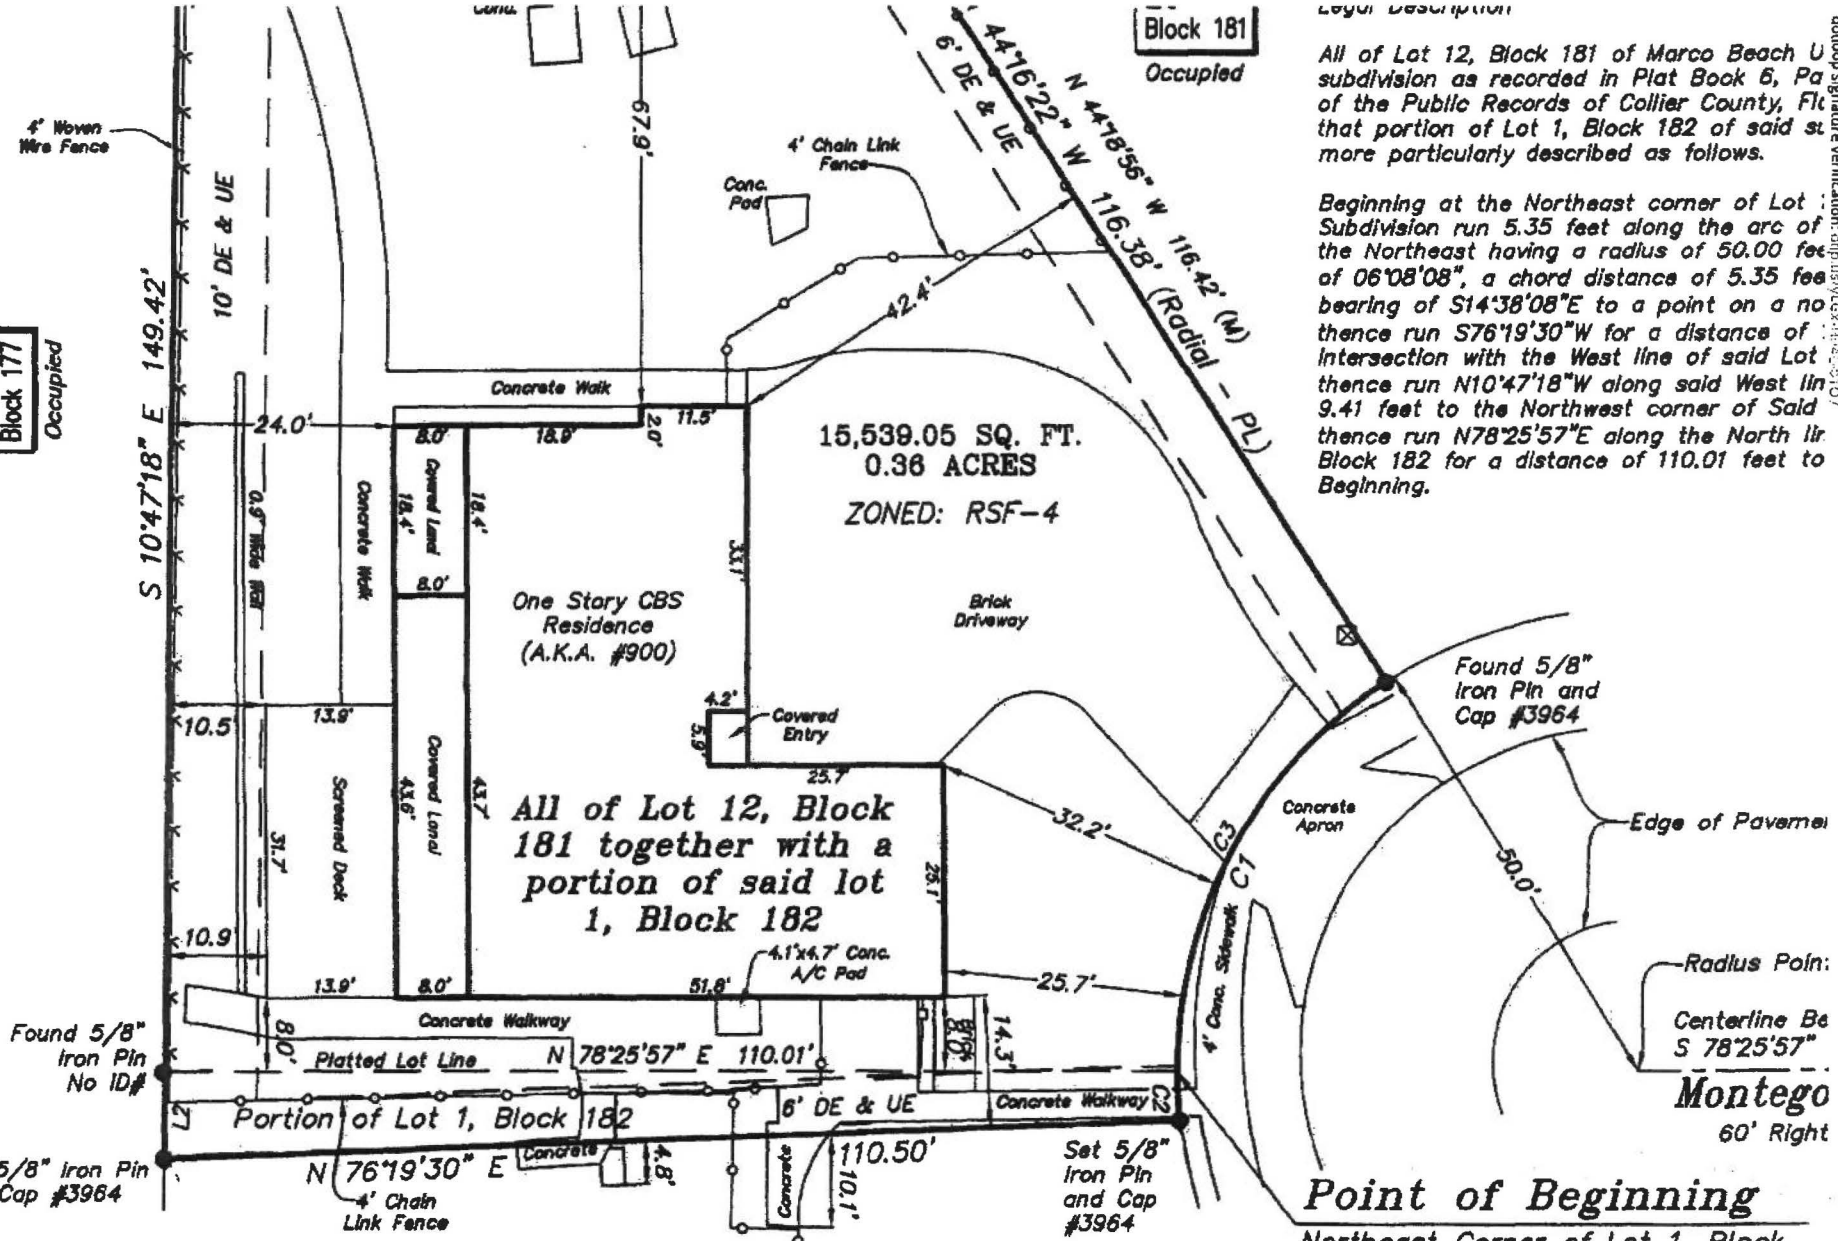 Cond.
Block 181
Occupied
Legal Description
All of Lot 12, Block 181 of Marco Beach
subdivision as recorded in Plat Book 6,
of the Public Records of Collier County,
that portion of Lot 1, Block 182 of said
more particularly described as follows.
Beginning at the Northeast corner of Lot
Subdivision run 5.35 feet along the arc of
the Northeast having a radius of 50.00
of 06°08'08", a chord distance of 5.35
bearing of S14°38'08"E to a point on a
thence run S76°19'30"W for a distance of
intersection with the West line of said Lot
thence run N10°47'18"W along said West
9.41 feet to the Northwest corner of Said
thence run N78°25'57"E along the North
Block 182 for a distance of 110.01 feet to
Beginning.
4' Woven
Wire Fence
10' DE & UE
S 10°47'18" E 149.42'
Block 177
Occupied
67.9'
4' Chain Link
Fence
Conc.
Pad
6' DE & UE
44°16'22" W 116.38' (Radial - PL)
N 44°18'56" W 116.42' (M)
42.4'
Concrete Walk
24.0'
8.0'
18.9'
2.0'
11.5'
15,539.05 SQ. FT.
0.36 ACRES
ZONED: RSF-4
0.9' Wide Wall
Concrete Walk
18.4'
Covered Lanai
18.4'
8.0'
33.1'
One Story CBS
Residence
(A.K.A. #900)
Brick
Driveway
4.2'
5.9'
Covered
Entry
25.7'
10.5'
13.9'
31.7'
Screened Deck
43.6'
Covered Lanai
43.7'
All of Lot 12, Block
181 together with a
portion of said lot
1, Block 182
25.1'
32.2'
C3
C1
Concrete
Apron
Found 5/8"
Iron Pin and
Cap #3964
50.0'
Edge of
Radius
Centerline
S 78°25'57"
Montego
60' Right
4' Conc. Sidewalk
10.9'
13.9'
8.0'
51.8'
4.1'x4.7' Conc.
A/C Pad
25.7'
8.0'
Concrete Walkway
Brick
8.0'
14.3'
Found 5/8"
Iron Pin
No ID#
Platted Lot Line
N 78°25'57" E 110.01'
L2
Portion of Lot 1, Block 182
6' DE & UE
Concrete Walkway
C2
5/8" Iron Pin
Cap #3964
N 76°19'30" E
110.50'
4' Chain
Link Fence
Concrete
4.8'
Concrete
10.1'
Set 5/8"
Iron Pin
and Cap
#3964
Point of Beginning
Northeast Corner of Lot 1, Block